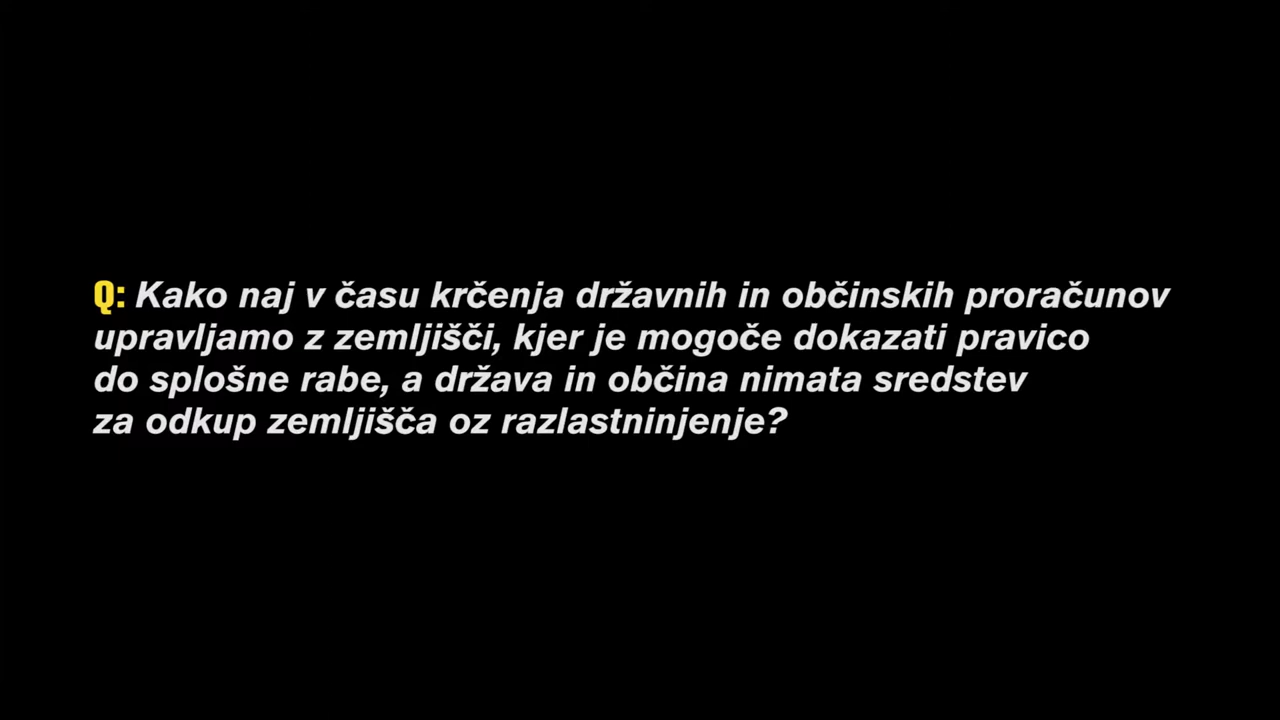 Q: Kako naj v času krčenja državnih in občinskih proračunov
upravljamo z zemljišči, kjer je mogoče dokazati pravico
do splošne rabe, a država in občina nimata sredstev
za odkup zemljišča oz razlastninjenje?